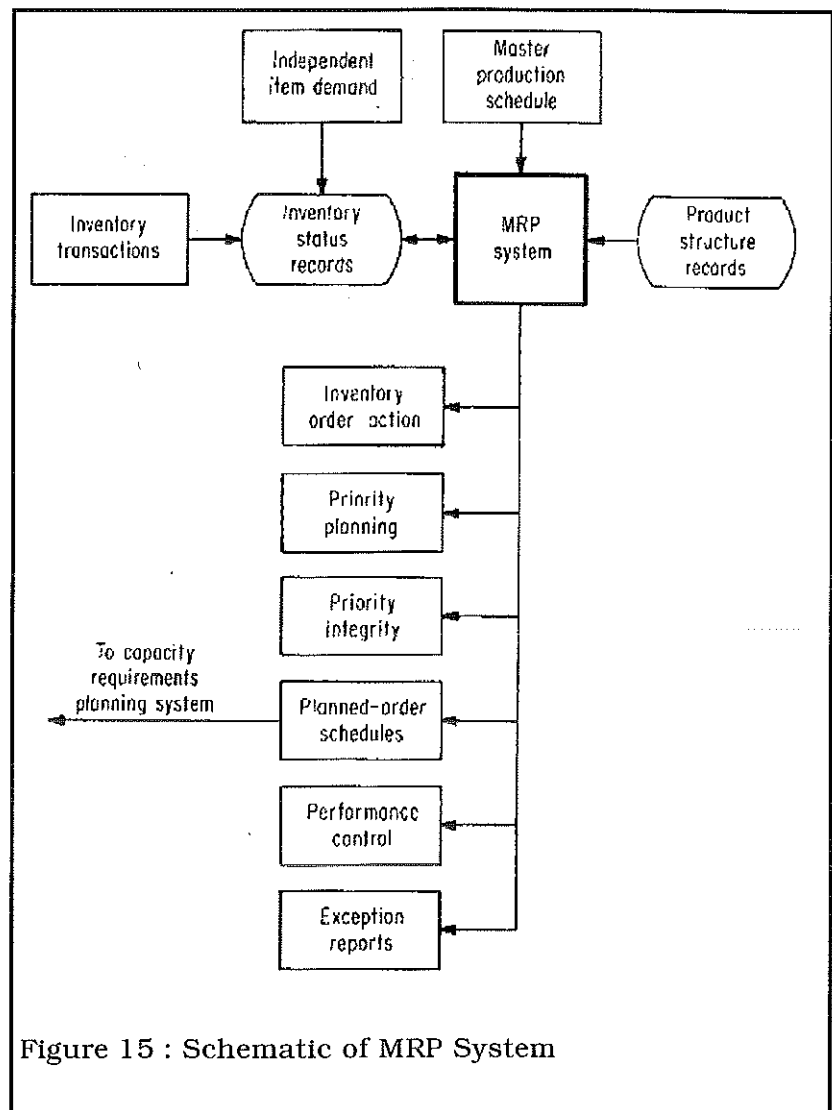 Independent
item demand
Master
production
schedule
Inventory
transactions
Inventory
status
records
MRP
system
Product
structure
records
Inventory
order action
Priority
planning
Priority
integrity
To capacity
requirements
planning system
Planned-order
schedules
Performance
control
Exception
reports
Figure 15 : Schematic of MRP System